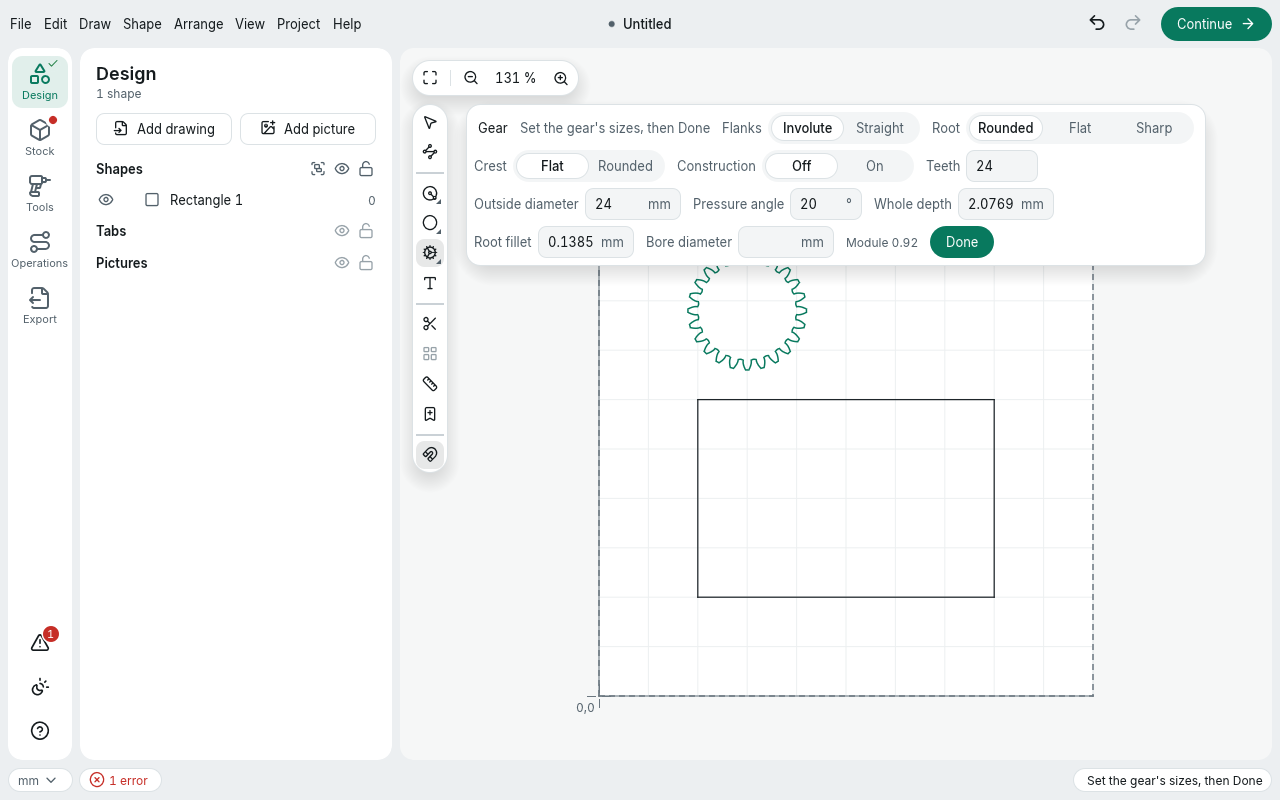 File Edit Draw Shape Arrange View Project Help
Untitled
Continue
Design
Stock
Tools
Operations
Export
1
Design
1 shape
Add drawing
Add picture
Shapes
Rectangle 1 0
Tabs
Pictures
131 %
Gear Set the gear's sizes, then Done Flanks Involute Straight Root Rounded Flat Sharp
Crest Flat Rounded Construction Off On Teeth 24
Outside diameter 24 mm Pressure angle 20 ° Whole depth 2.0769 mm
Root fillet 0.1385 mm Bore diameter mm Module 0.92 Done
0,0
mm
1 error
Set the gear's sizes, then Done